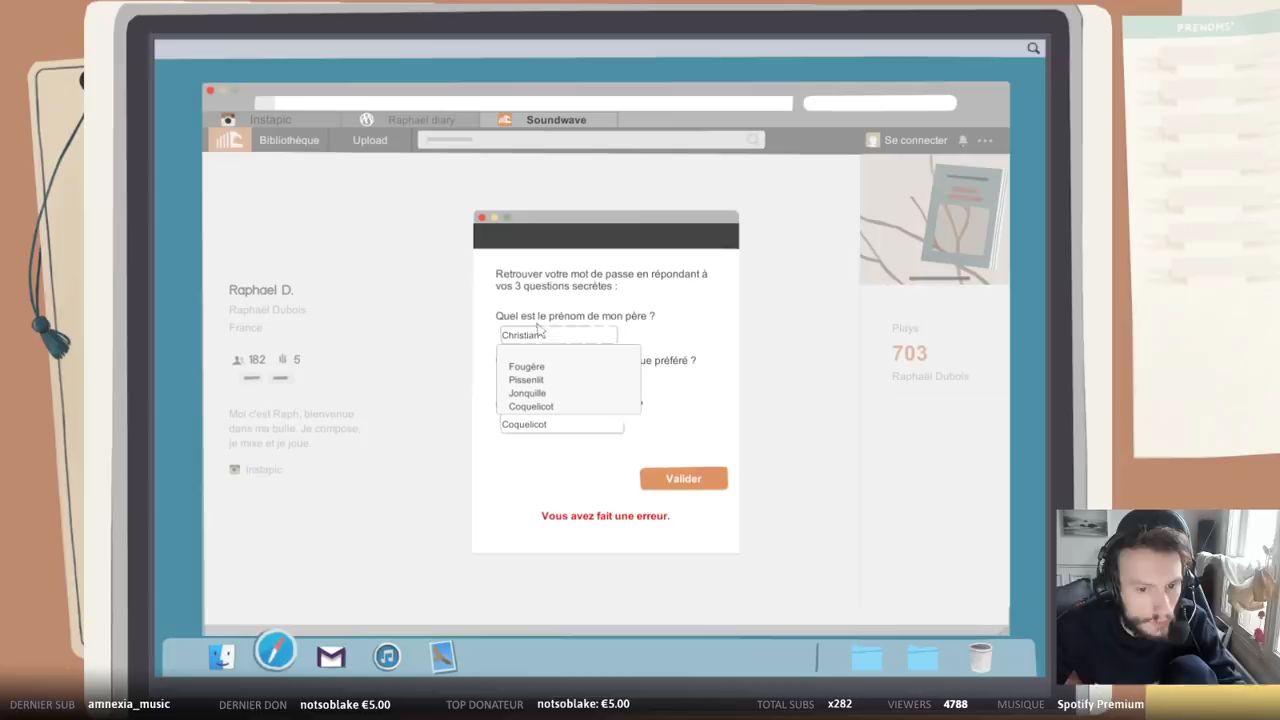 PRENOMS
Instapic
Raphael diary
Soundwave
Bibliothèque
Upload
Se connecter
Retrouver votre mot de passe en répondant à
vos 3 questions secrètes :
Quel est le prénom de mon père ?
Christian
ue préféré ?
Fougère
Pissenlit
Jonquille
Coquelicot
Coquelicot
Valider
Vous avez fait une erreur.
Raphael D.
Raphaël Dubois
France
182
5
Moi c'est Raph, bienvenue
dans ma bulle. Je compose,
je mixe et je joue.
Instapic
Plays
703
Raphaël Dubois
DERNIER SUB amnexia_music
DERNIER DON notsoblake €5.00
TOP DONATEUR notsoblake: €5.00
TOTAL SUBS x282
VIEWERS 4788
MUSIQUE Spotify Premium